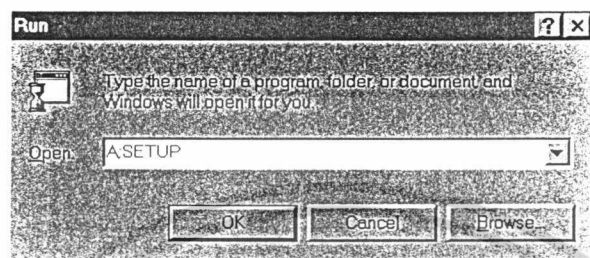 Run
Type the name of a program, folder, or document, and
Windows will open it for you.
Open:
A:SETUP
OK Cancel Browse...